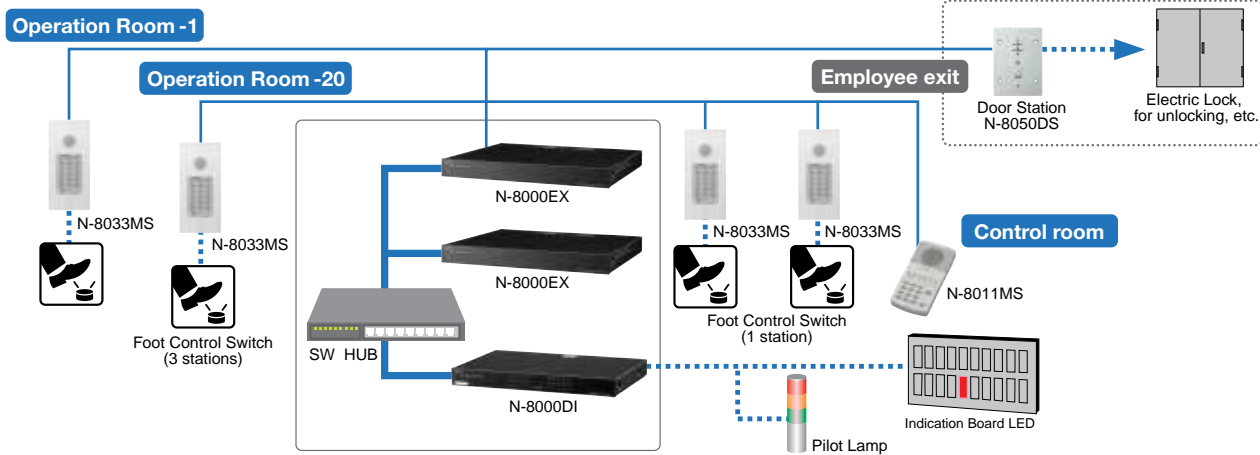 Operation Room -1
Operation Room -20
Employee exit
Door Station
N-8050DS
Electric Lock,
for unlocking, etc.
N-8033MS
N-8033MS
Foot Control Switch
(3 stations)
N-8000EX
N-8000EX
SW HUB
N-8000DI
N-8033MS
N-8033MS
Foot Control Switch
(1 station)
Control room
N-8011MS
Pilot Lamp
Indication Board LED